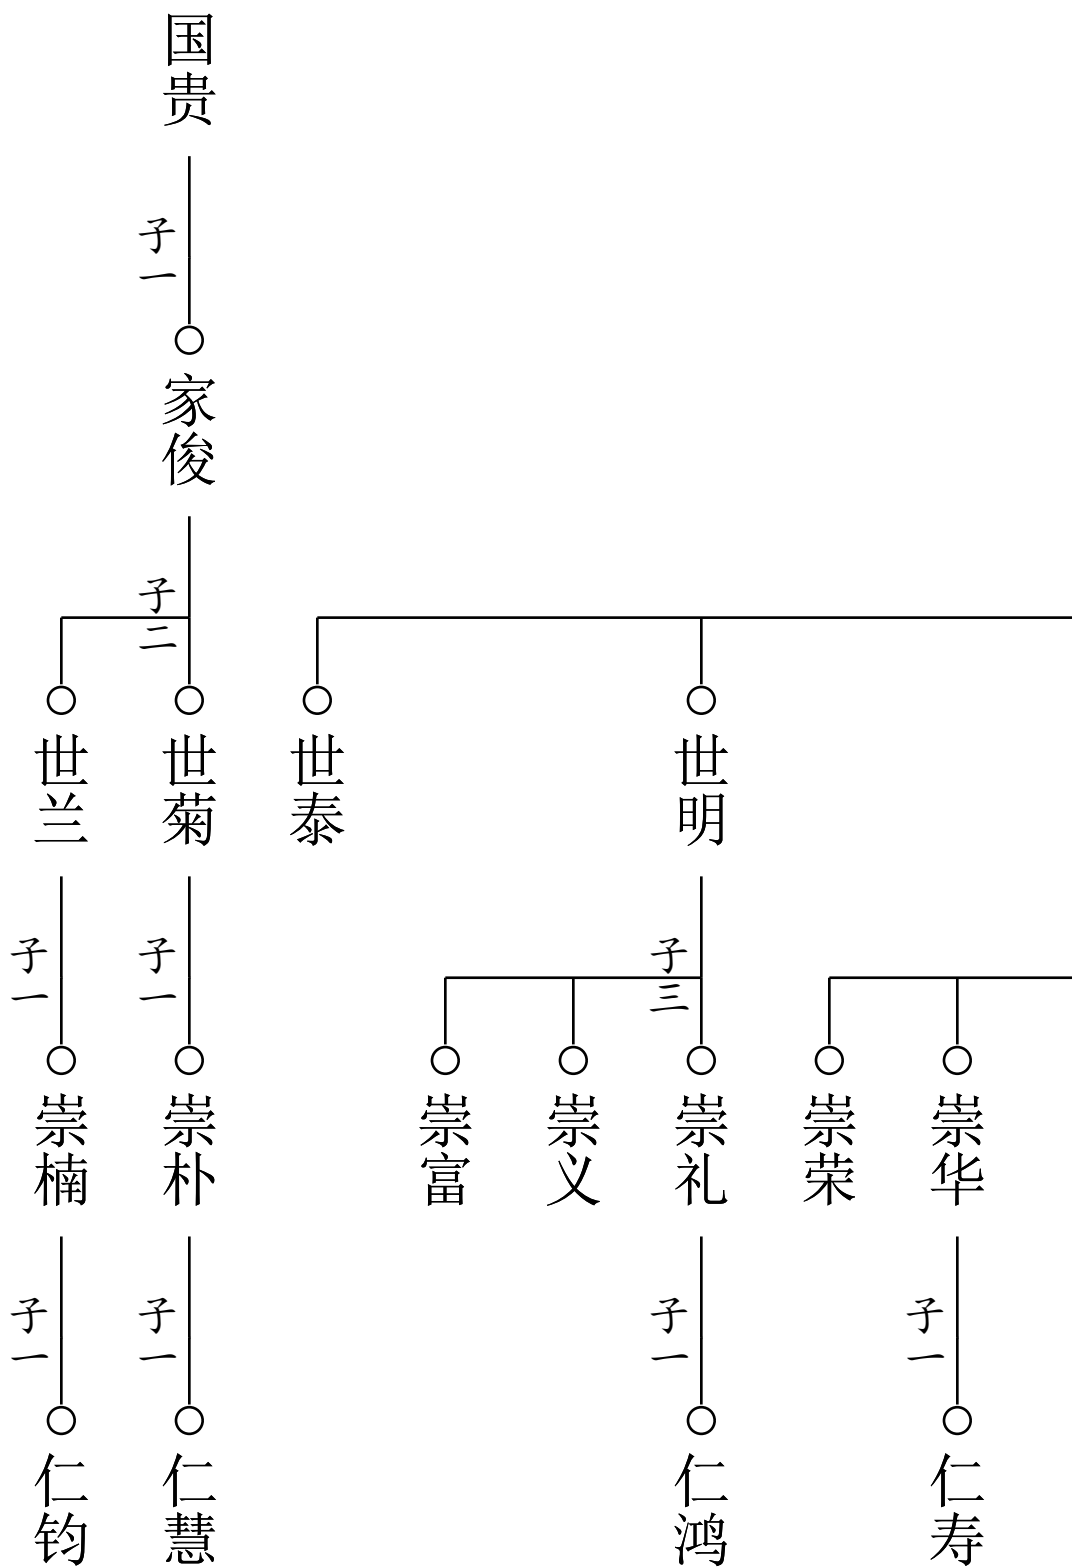 国贵
子一
家俊
子二
世兰
世菊
世泰
世明
子一
子一
子三
崇楠
崇朴
崇富
崇义
崇礼
崇荣
崇华
子一
子一
子一
子一
仁钧
仁慧
仁鸿
仁寿